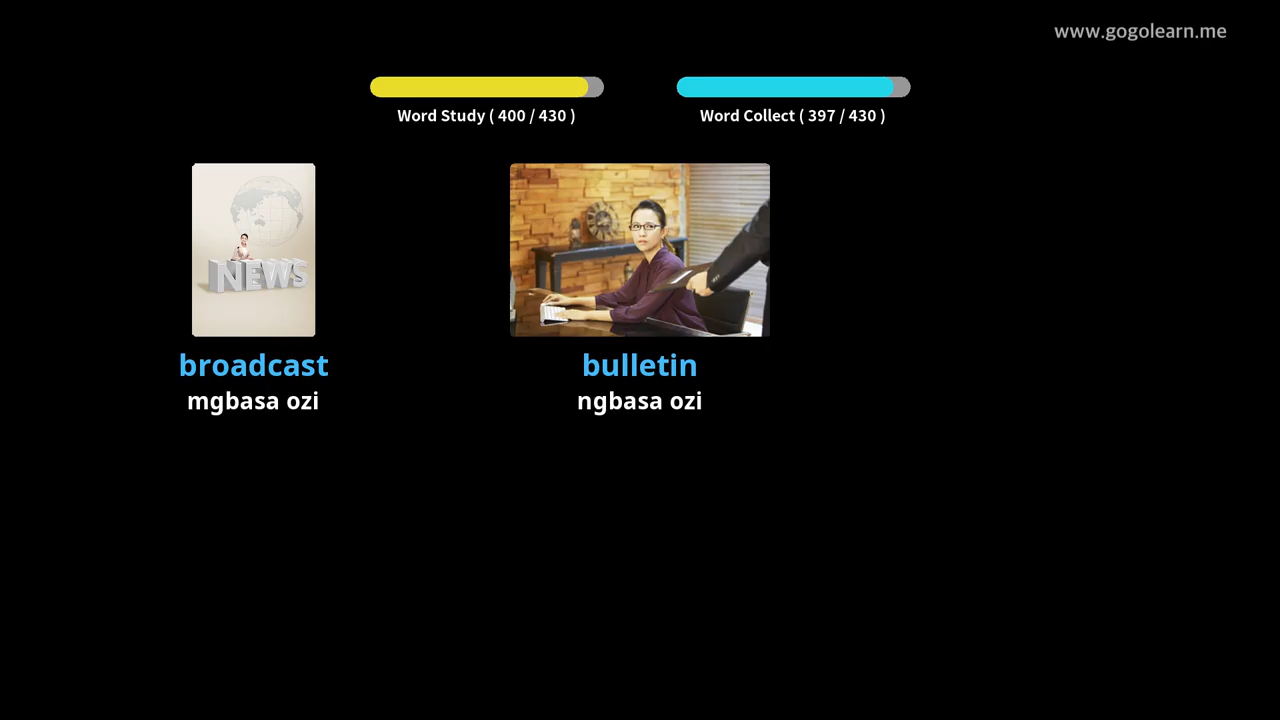 www.gogolearn.me
Word Study ( 400 / 430 )
Word Collect ( 397 / 430 )
NEWS
broadcast
mgbasa ozi
bulletin
ngbasa ozi